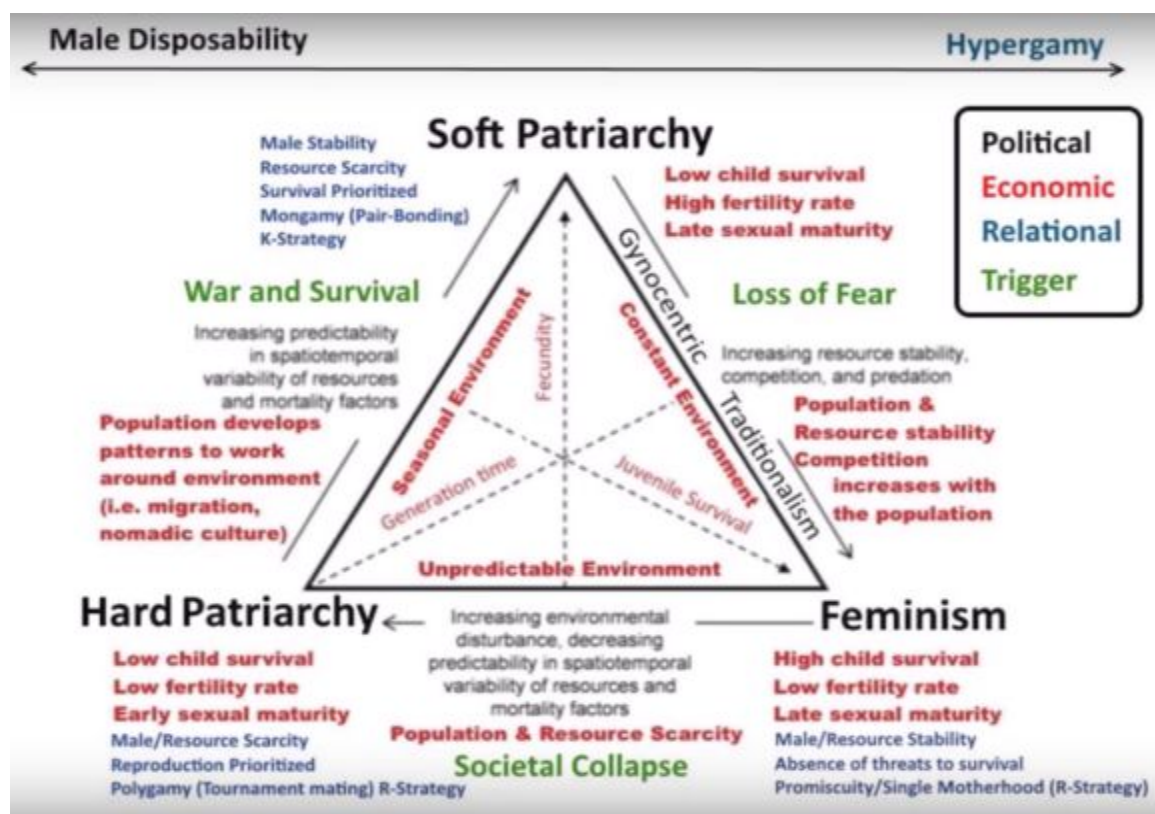 Male Disposability
Hypergamy
Soft Patriarchy
Male Stability
Resource Scarcity
Survival Prioritized
Mongamy (Pair-Bonding)
K-Strategy
Low child survival
High fertility rate
Late sexual maturity
Political
Economic
Relational
Trigger
War and Survival
Loss of Fear
Increasing predictability
in spatiotemporal
variability of resources
and mortality factors
Population develops
patterns to work
around environment
(i.e. migration,
nomadic culture)
Seasonal Environment
Fecundity
Generation time
Constant Environment
Juvenile Survival
Gynocentric Traditionalism
Unpredictable Environment
Increasing resource stability,
competition, and predation
Population &
Resource stability
Competition
increases with
the population
Hard Patriarchy
Low child survival
Low fertility rate
Early sexual maturity
Male/Resource Scarcity
Reproduction Prioritized
Polygamy (Tournament mating) R-Strategy
Increasing environmental
disturbance, decreasing
predictability in spatiotemporal
variability of resources and
mortality factors
Population & Resource Scarcity
Societal Collapse
Feminism
High child survival
Low fertility rate
Late sexual maturity
Male/Resource Stability
Absence of threats to survival
Promiscuity/Single Motherhood (R-Strategy)